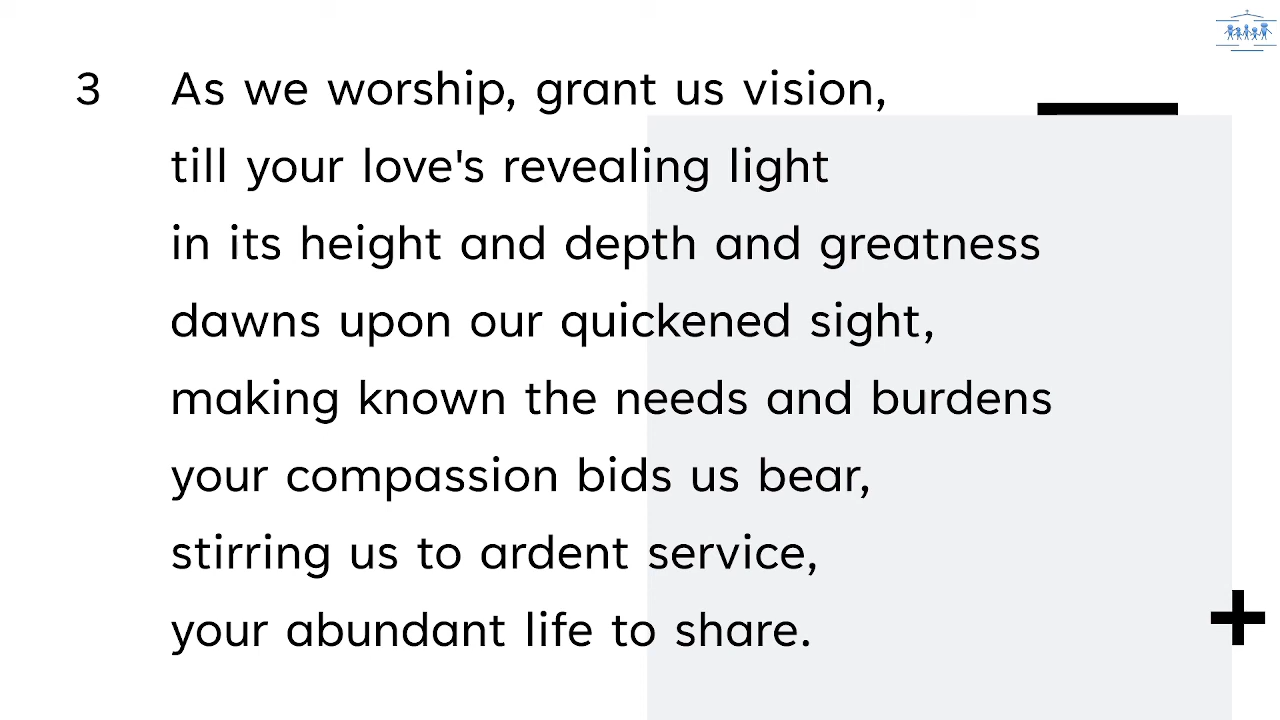 3 As we worship, grant us vision,
till your love's revealing light
in its height and depth and greatness
dawns upon our quickened sight,
making known the needs and burdens
your compassion bids us bear,
stirring us to ardent service,
your abundant life to share.